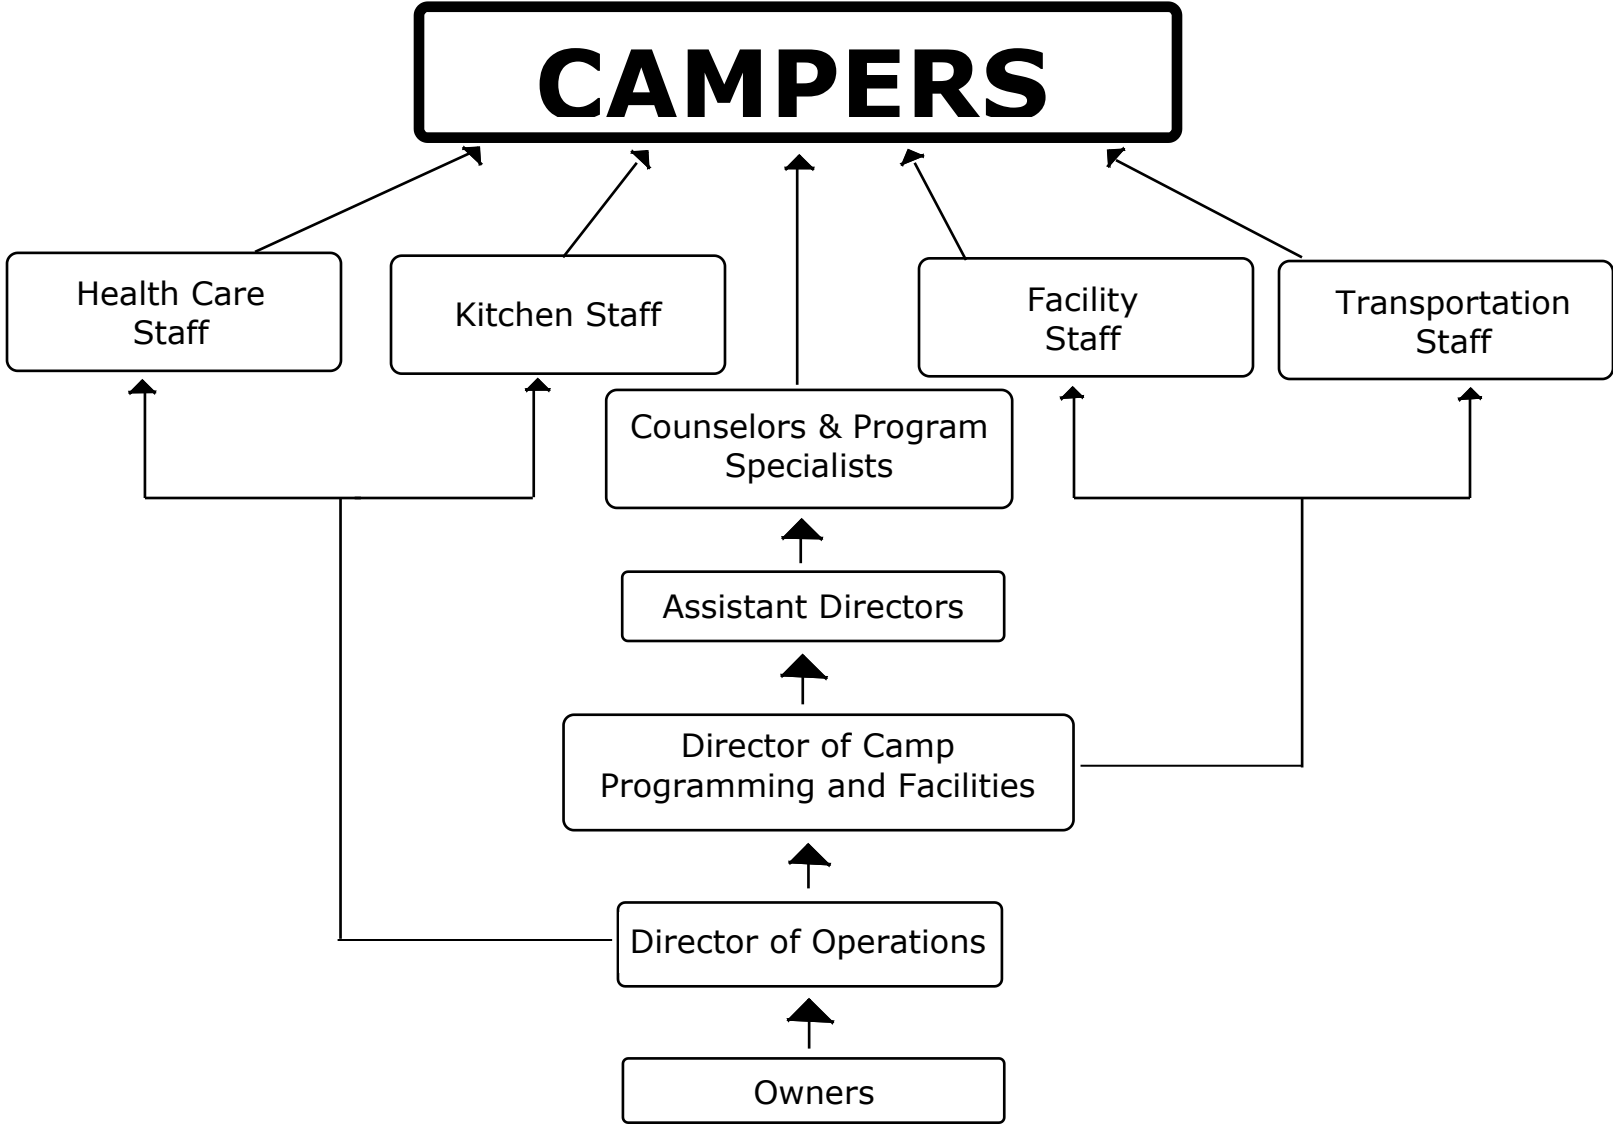 CAMPERS
Health Care
Staff
Kitchen Staff
Facility
Staff
Transportation
Staff
Counselors & Program
Specialists
Assistant Directors
Director of Camp
Programming and Facilities
Director of Operations
Owners